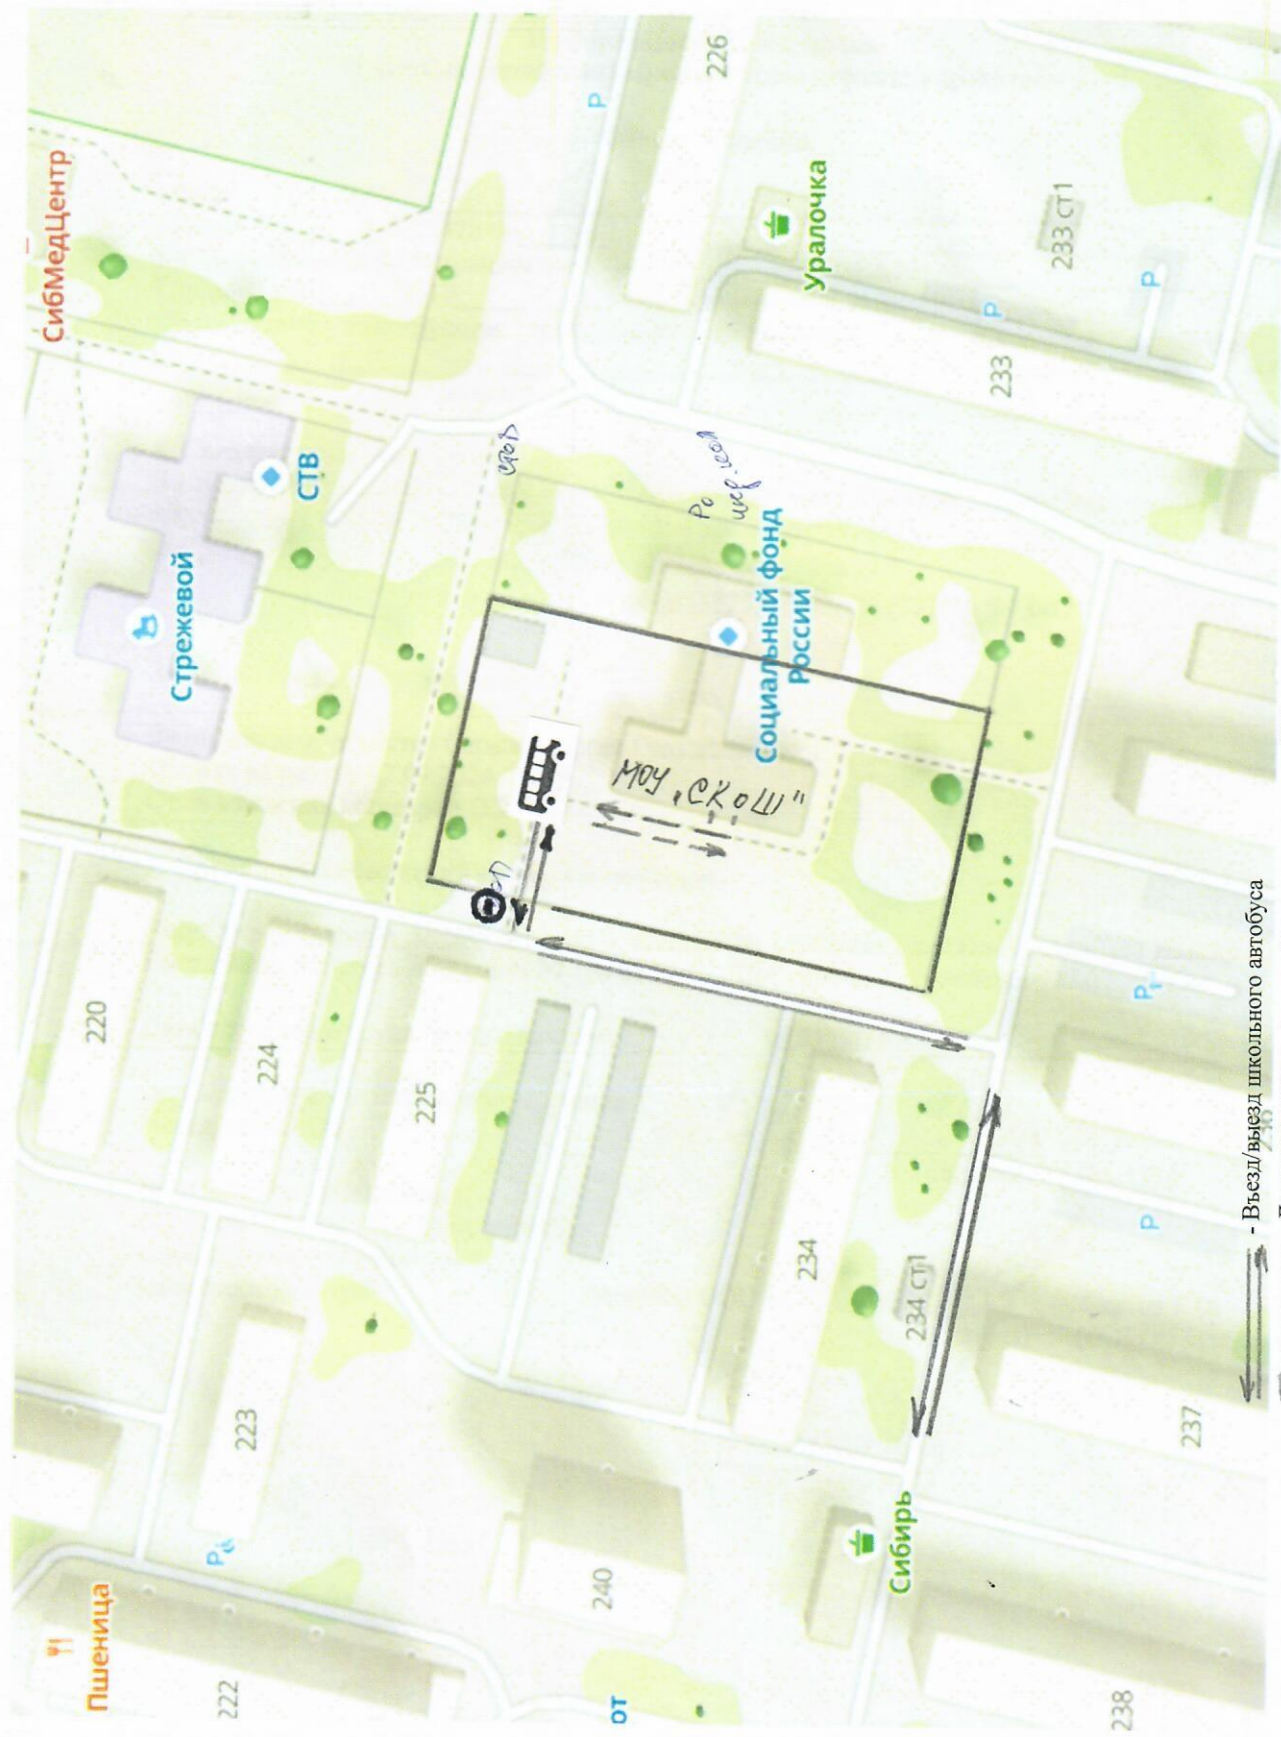 СибМедЦентр
226
P
Уралочка
233 ст1
P
P
233
СТВ
Стрежевой
Социальный фонд
России
МОУ „СКОШ"
220
224
225
234
234 ст1
P
P
223
P
237
240
Сибирь
Пшеница
222
от
238
- Въезд/выезд школьного автобуса